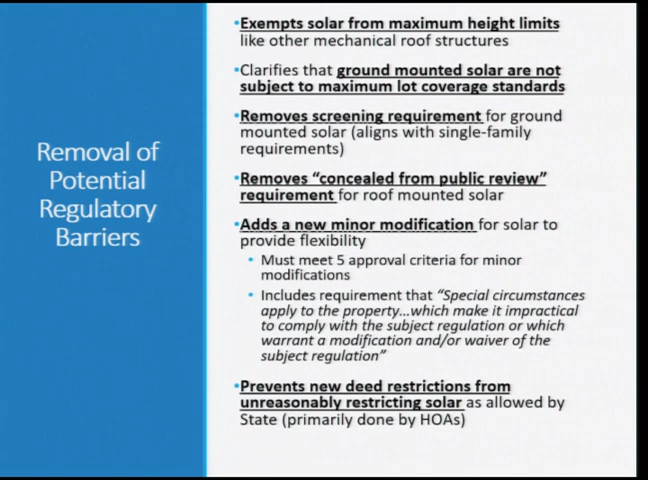 Removal of
Potential
Regulatory
Barriers
•Exempts solar from maximum height limits
like other mechanical roof structures
•Clarifies that ground mounted solar are not
subject to maximum lot coverage standards
•Removes screening requirement for ground
mounted solar (aligns with single-family
requirements)
•Removes “concealed from public review”
requirement for roof mounted solar
•Adds a new minor modification for solar to
provide flexibility
• Must meet 5 approval criteria for minor
modifications
• Includes requirement that “Special circumstances
apply to the property…which make it impractical
to comply with the subject regulation or which
warrant a modification and/or waiver of the
subject regulation”
•Prevents new deed restrictions from
unreasonably restricting solar as allowed by
State (primarily done by HOAs)